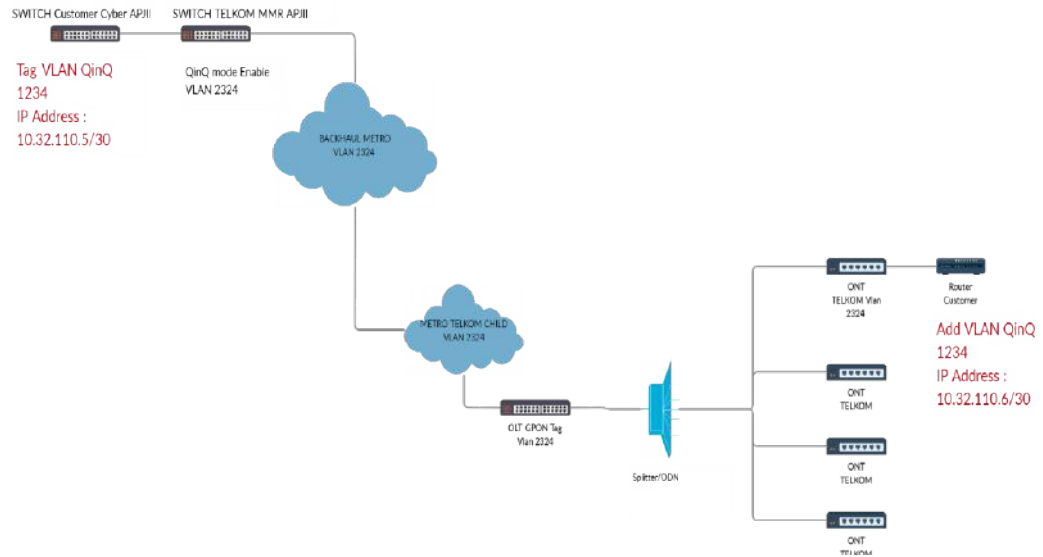 SWITCH Customer Cyber APJII
SWITCH TELKOM MMR APJII
Tag VLAN QinQ
1234
IP Address :
10.32.110.5/30
QinQ mode Enable
VLAN 2324
BACKHAUL METRO
VLAN 2324
METRO TELKOM CHILD
VLAN 2324
OLT GPON Tag
Vlan 2324
Splitter/ODN
ONT
TELKOM Vlan
2324
Router
Customer
Add VLAN QinQ
1234
IP Address :
10.32.110.6/30
ONT
TELKOM
ONT
TELKOM
ONT
TELKOM